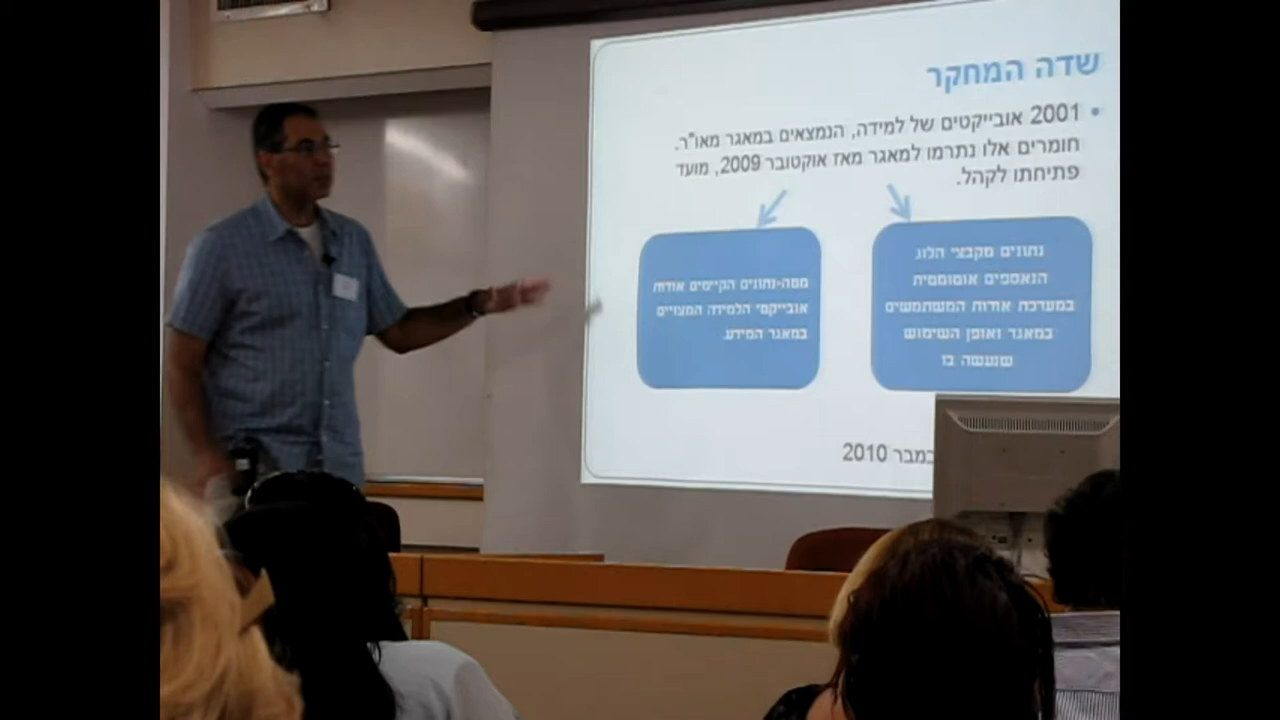 שדה המחקר
• 2001 אובייקטים של למידה, הנמצאים במאגר מאו"ר.
חומרים אלו נתרמו למאגר מאז אוקטובר 2009, מועד
פתיחתו לקהל.
נתונים מקבצי הלוג
הנאספים אוטומטית
במערכת אודות המשתמשים
במאגר ואופן השימוש
שנעשה בו
מטה-נתונים הקיימים אודות
אובייקטי הלמידה המצויים
במאגר המידע.
2010